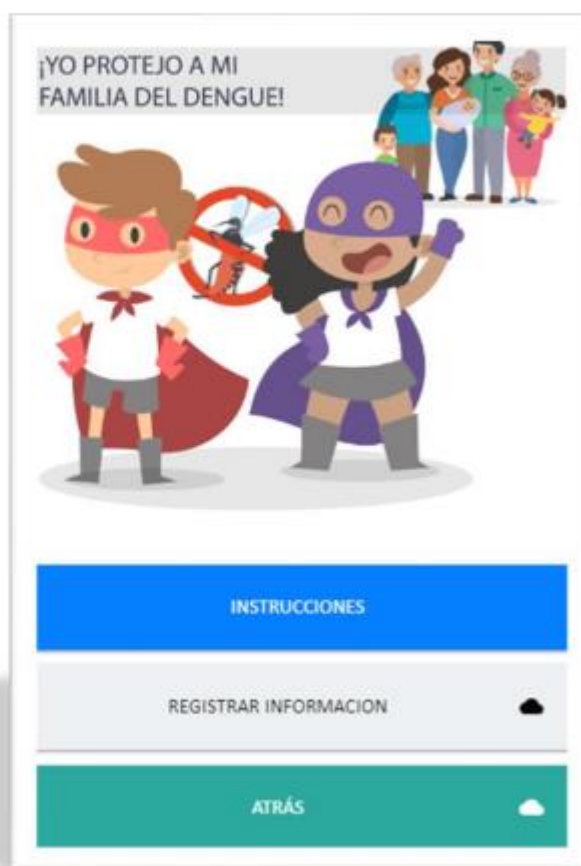 ¡YO PROTEJO A MI
FAMILIA DEL DENGUE!
INSTRUCCIONES
REGISTRAR INFORMACION
ATRÁS